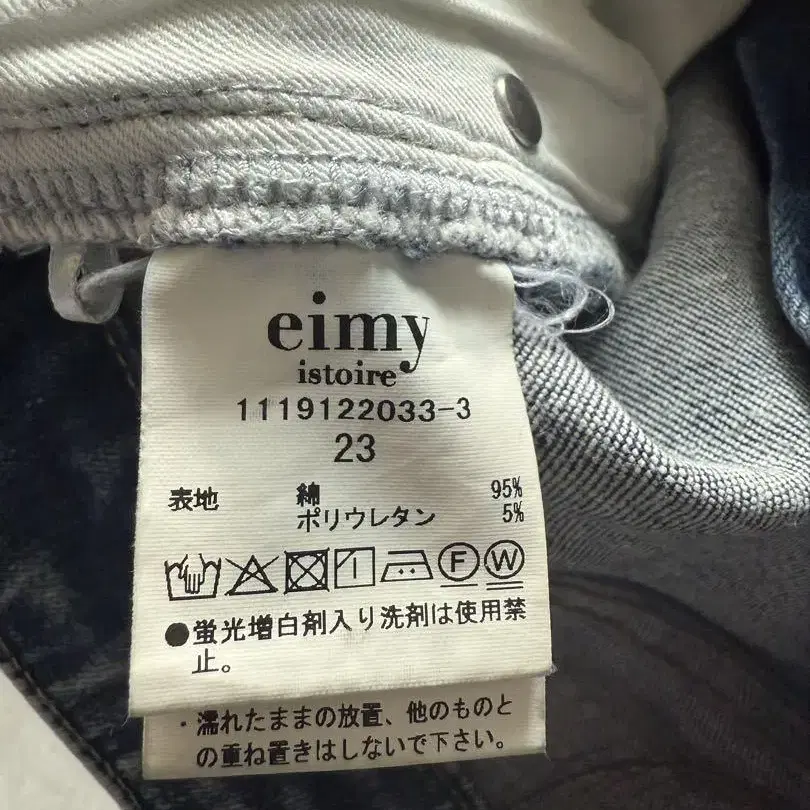 eimy
istoire
1119122033-3
23
表地 綿 95%
ポリウレタン 5%
F W
●蛍光増白剤入り洗剤は使用禁
止。
・濡れたままの放置、他のものと
の重ね置きはしないで下さい。